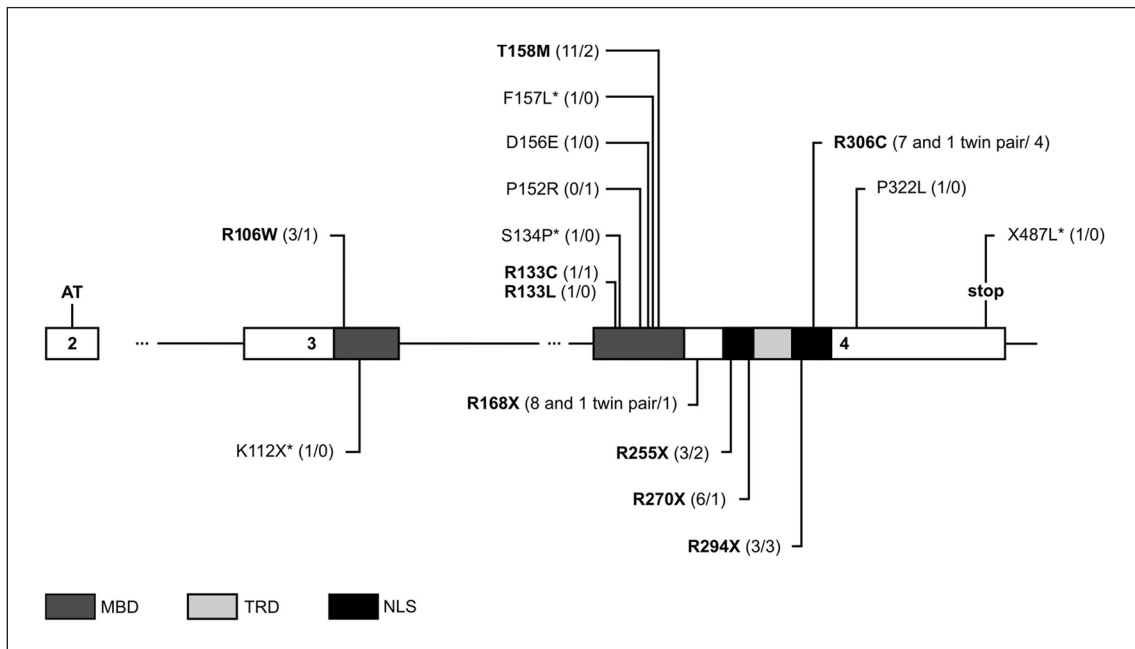 T158M (11/2)
F157L* (1/0)
D156E (1/0)
R306C (7 and 1 twin pair/ 4)
P152R (0/1)
P322L (1/0)
R106W (3/1)
S134P* (1/0)
X487L* (1/0)
R133C (1/1)
R133L (1/0)
AT
stop
2
...
3
...
4
R168X (8 and 1 twin pair/1)
K112X* (1/0)
R255X (3/2)
R270X (6/1)
R294X (3/3)
MBD
TRD
NLS